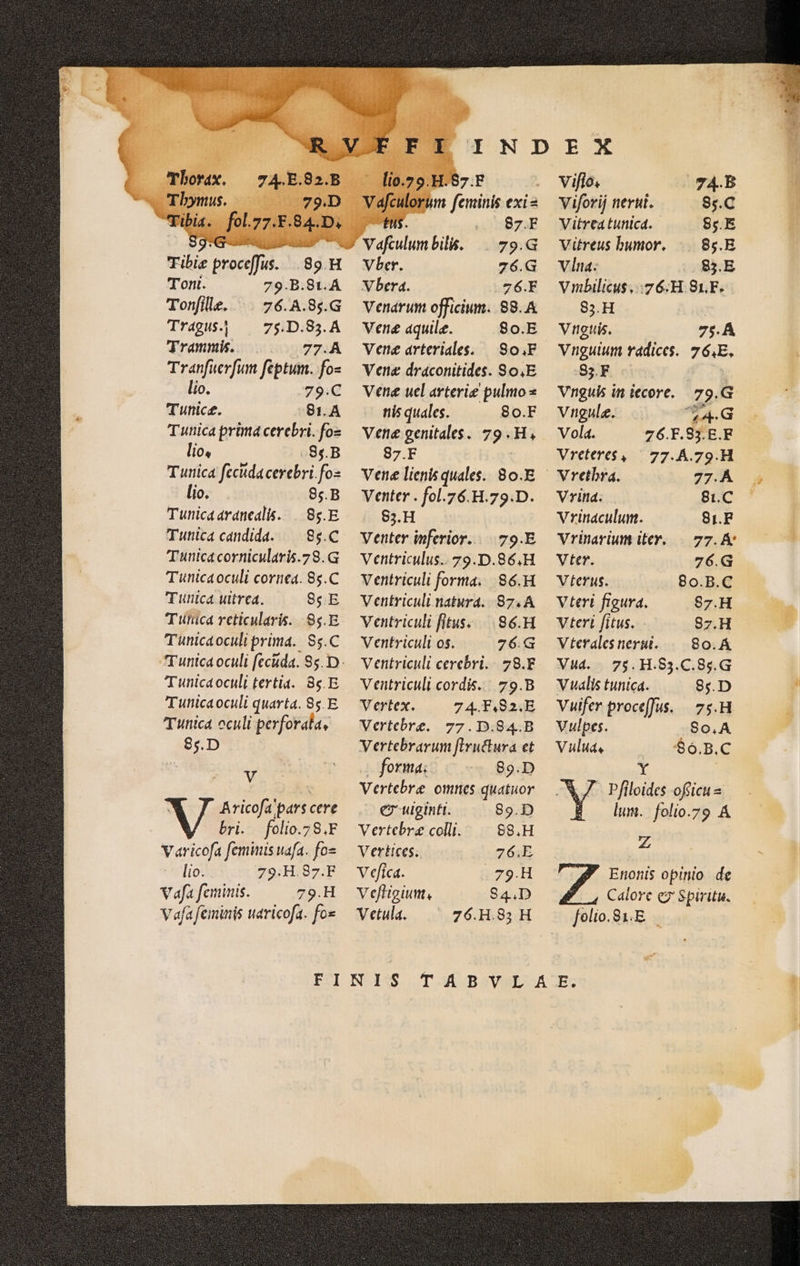 RVFFI INDEX
Thorax. 74.E.82.B
Thymus. 79.D
Tibia. fol.77.F.84.D.
89.G
Tibiæ proceſſus. 89.H
Toni. 79.B.81.A
Tonſillæ. 76.A.85.G
Tragus. 75.D.83.A
Trammis. 77.A
Tranſuerſum ſeptum. fo=
lio. 79.C
Tunicæ. 81.A
Tunica prima cerebri. fo=
lio. 85.B
Tunica ſecũda cerebri. fo=
lio. 85.B
Tunica aranealis. 85.E
Tunica candida. 85.C
Tunica cornicularis. 78.G
Tunica oculi cornea. 85.C
Tunica uitrea. 85 E
Tunica reticularis. 85.E
Tunica oculi prima. 85.C
Tunica oculi ſecũda. 85.D
Tunica oculi tertia. 85.E
Tunica oculi quarta. 85.E
Tunica oculi perforata.
85.D
V
VAricoſa pars cere
bri. folio.78.F
Varicoſa feminis uaſa. fo=
lio. 79.H.87.F
Vaſa feminis. 79.H
Vaſa feminis uaricoſa. fo=
lio.79.H.87.F
Vaſculorum feminis exi=
tus. 87.F
Vaſculum bilis. 79.G
Vber. 76.G
Vbera. 76.F
Venarum officium. 88.A
Venæ aquilæ. 80.E
Venæ arteriales. 80.F
Venæ draconitides. 80.E
Venæ uel arteriæ pulmo=
nis quales. 80.F
Venæ genitales. 79.H.
87.F
Venæ lienis quales. 80.E
Venter. fol.76.H.79.D.
83.H
Venter inferior. 79.E
Ventriculus. 79.D.86.H
Ventriculi forma. 86.H
Ventriculi natura. 87.A
Ventriculi ſitus. 86.H
Ventriculi os. 76.G
Ventriculi cerebri. 78.F
Ventriculi cordis. 79.B
Vertex. 74.F.82.E
Vertebræ. 77.D.84.B
Vertebrarum ſtructura et
forma. 89.D
Vertebræ omnes quatuor
& uiginti. 89.D
Vertebræ colli. 88.H
Vertices. 76.E
Veſica. 79.H
Veſtigium. 84.D
Vetula. 76.H.83 H
Viſio. 74.B
Viſorij nerui. 85.C
Vitrea tunica. 85.E
Vitreus humor. 85.E
Vlna. 83.E
Vmbilicus. 76.H 81.F.
83.H
Vnguis. 75.A
Vnguium radices. 76.E.
83.F
Vnguis in iecore. 79.G
Vngulæ. 74.G
Vola. 76.F.83.E.F
Vreteres. 77.A.79.H
Vrethra. 77.A
Vrina. 81.C
Vrinaculum. 81.F
Vrinarium iter. 77.A
Vter. 76.G
Vterus. 80.B.C
Vteri figura. 87.H
Vteri ſitus. 87.H
Vterales nerui. 80.A
Vua. 75.H.83.C.85.G
Vualis tunica. 85.D
Vuifer proceſſus. 75.H
Vulpes. 80.A
Vulua. 80.B.C
Y
YPſiloides oſsicu=
lum. folio.79 A
Z
ZEnonis opinio de
Calore & Spiritu.
folio.81.E
FINIS TABVLAE.